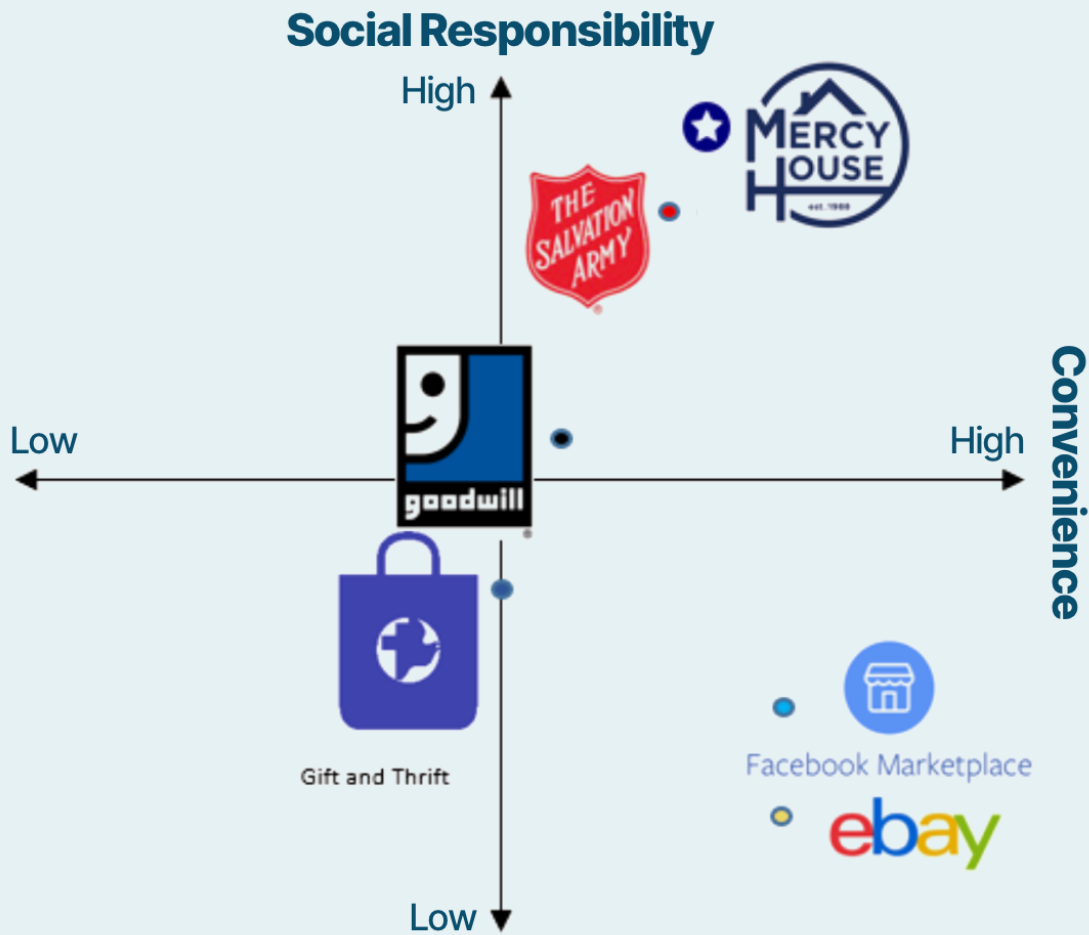 Social Responsibility
High
MERCY
HOUSE
est. 1988
THE
SALVATION
ARMY
®
Convenience
Low
High
goodwill
®
Gift and Thrift
Facebook Marketplace
ebay
Low